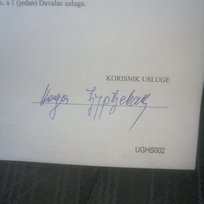 , a 1 (jedan) Davalac usluga.
KORISNIK USLUGE
UGHS002